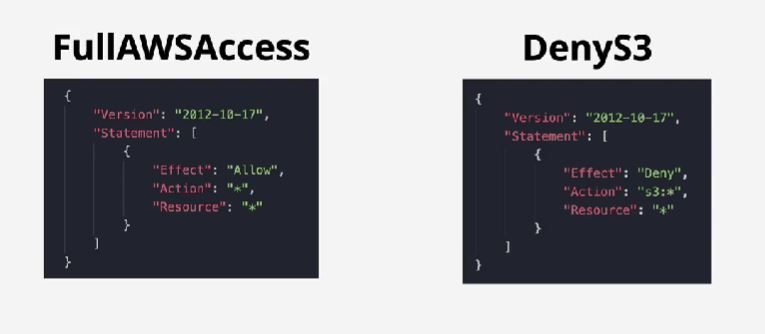 FullAWSAccess
{
"Version": "2012-10-17",
"Statement": [
{
"Effect": "Allow",
"Action": "*",
"Resource": "*"
}
]
}
DenyS3
{
"Version": "2012-10-17",
"Statement": [
{
"Effect": "Deny",
"Action": "s3:*",
"Resource": "*"
}
]
}